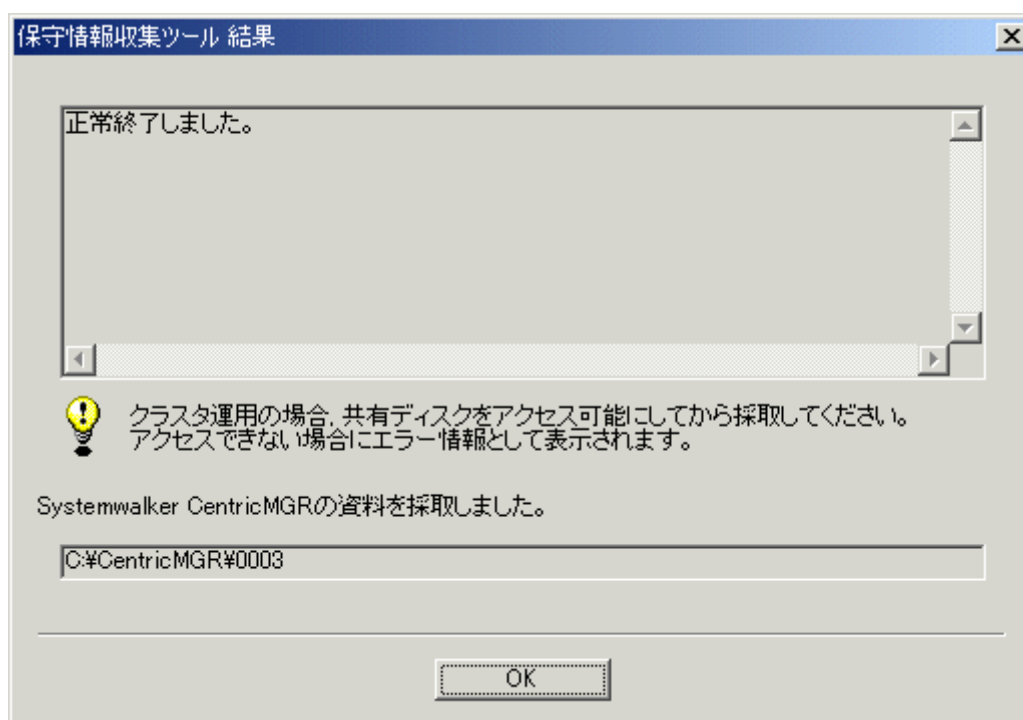 保守情報収集ツール 結果
正常終了しました。
クラスタ運用の場合,共有ディスクをアクセス可能にしてから採取してください。
アクセスできない場合にエラー情報として表示されます。
Systemwalker CentricMGRの資料を採取しました。
C:¥CentricMGR¥0003
OK